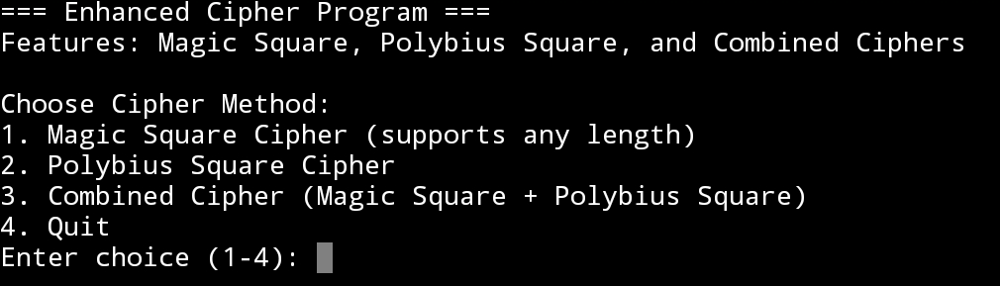 === Enhanced Cipher Program ===
Features: Magic Square, Polybius Square, and Combined Ciphers
Choose Cipher Method:
1. Magic Square Cipher (supports any length)
2. Polybius Square Cipher
3. Combined Cipher (Magic Square + Polybius Square)
4. Quit
Enter choice (1-4):